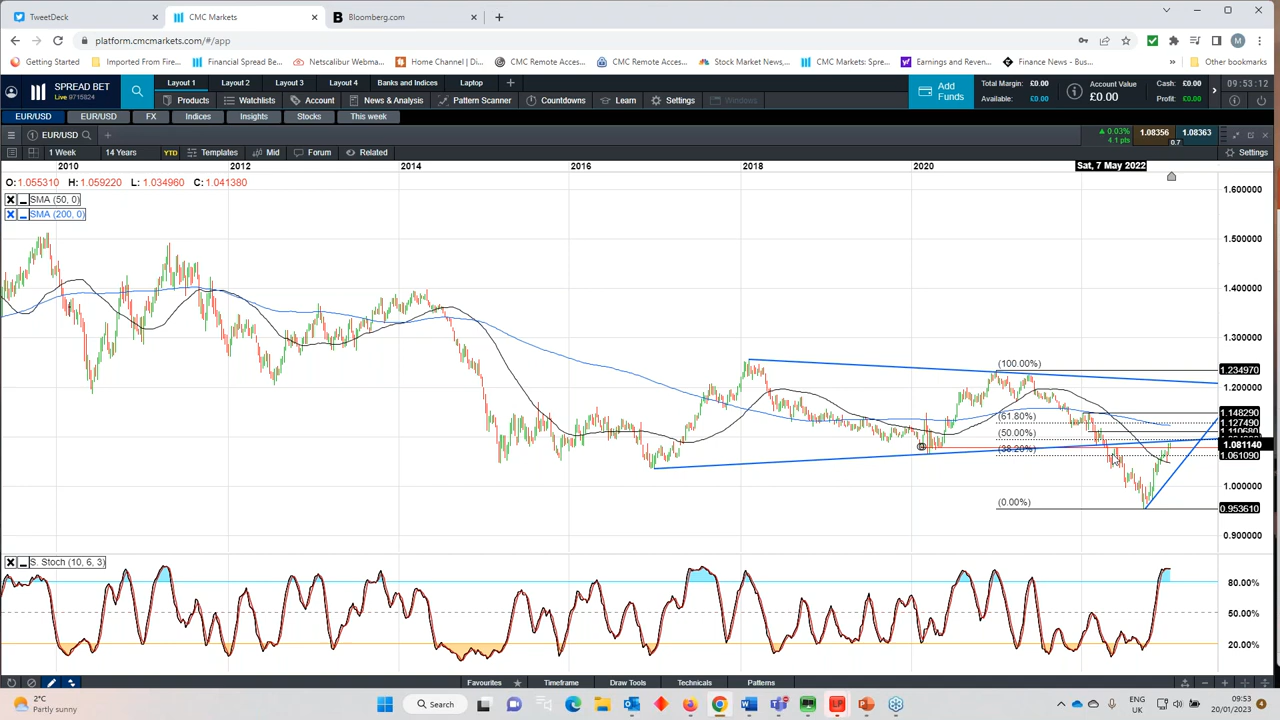 TweetDeck
CMC Markets
Bloomberg.com
platform.cmcmarkets.com/#/app
Getting Started
Imported From Fire...
Financial Spread Be...
Netscalibur Webma...
Home Channel | Di...
CMC Remote Access...
CMC Remote Acces...
Stock Market News,...
CMC Markets: Spre...
Earnings and Revenu...
Finance News - Bus...
Other bookmarks
SPREAD BET
Live 9715824
Layout 1
Layout 2
Layout 3
Layout 4
Banks and Indices
Laptop
Products
Watchlists
Account
News & Analysis
Pattern Scanner
Countdowns
Learn
Settings
Add Funds
Total Margin: £0.00
Available: £0.00
Account Value
£0.00
Cash: £0.00
Profit: £0.00
09:53:12
EUR/USD
EUR/USD
FX
Indices
Insights
Stocks
This week
EUR/USD
0.03%
4.1 pts
1.08356
0.7
1.08363
1 Week
14 Years
YTD
Templates
Mid
Forum
Related
Settings
2010
2012
2014
2016
2018
2020
Sat, 7 May 2022
O: 1.055310 H: 1.059220 L: 1.034960 C: 1.041380
SMA (50, 0)
SMA (200, 0)
1.600000
1.500000
1.400000
1.300000
1.234970
1.200000
1.148290
1.127490
1.081140
1.061090
1.000000
0.953610
0.900000
(100.00%)
(61.80%)
(50.00%)
(38.20%)
(0.00%)
S. Stoch (10, 6, 3)
80.00%
50.00%
20.00%
Favourites
Timeframe
Draw Tools
Technicals
Patterns
2°C
Partly sunny
Search
ENG
UK
09:53
20/01/2023